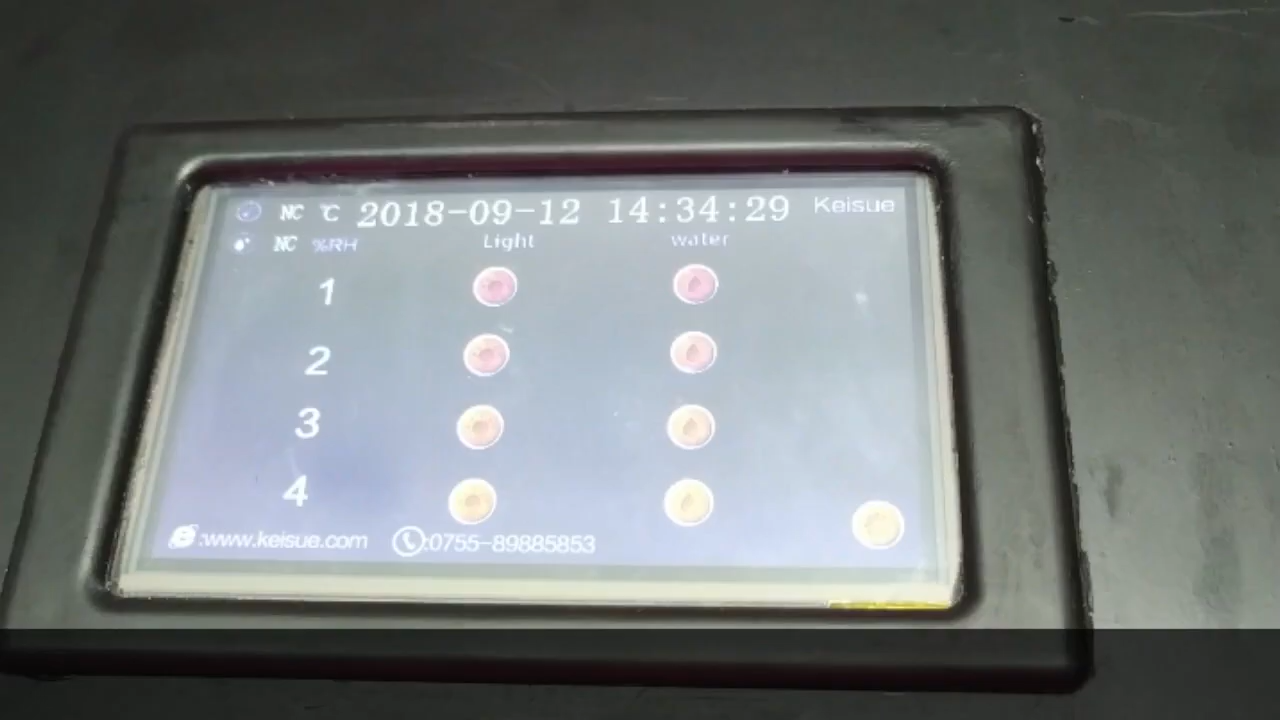 NC ℃ 2018-09-12 14:34:29 Keisue
NC %RH Light water
1
2
3
4
:www.keisue.com :0755-89885853